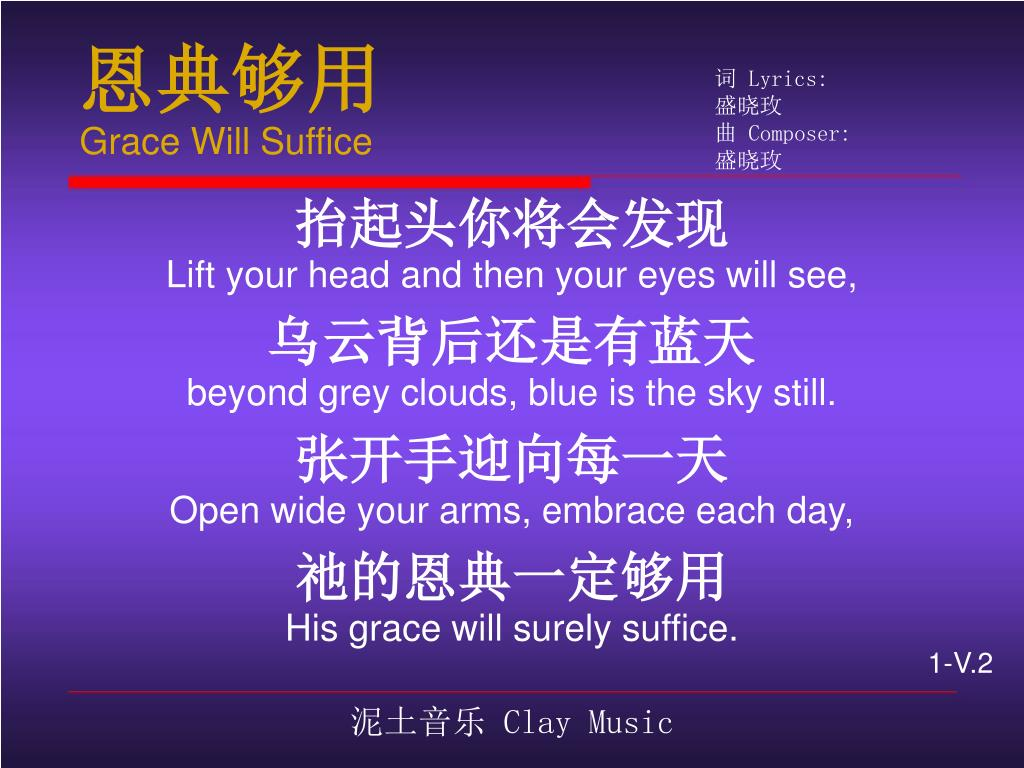 恩典够用
Grace Will Suffice
词 Lyrics:
盛晓玫
曲 Composer:
盛晓玫
抬起头你将会发现
Lift your head and then your eyes will see,
乌云背后还是有蓝天
beyond grey clouds, blue is the sky still.
张开手迎向每一天
Open wide your arms, embrace each day,
祂的恩典一定够用
His grace will surely suffice.
1-V.2
泥土音乐 Clay Music